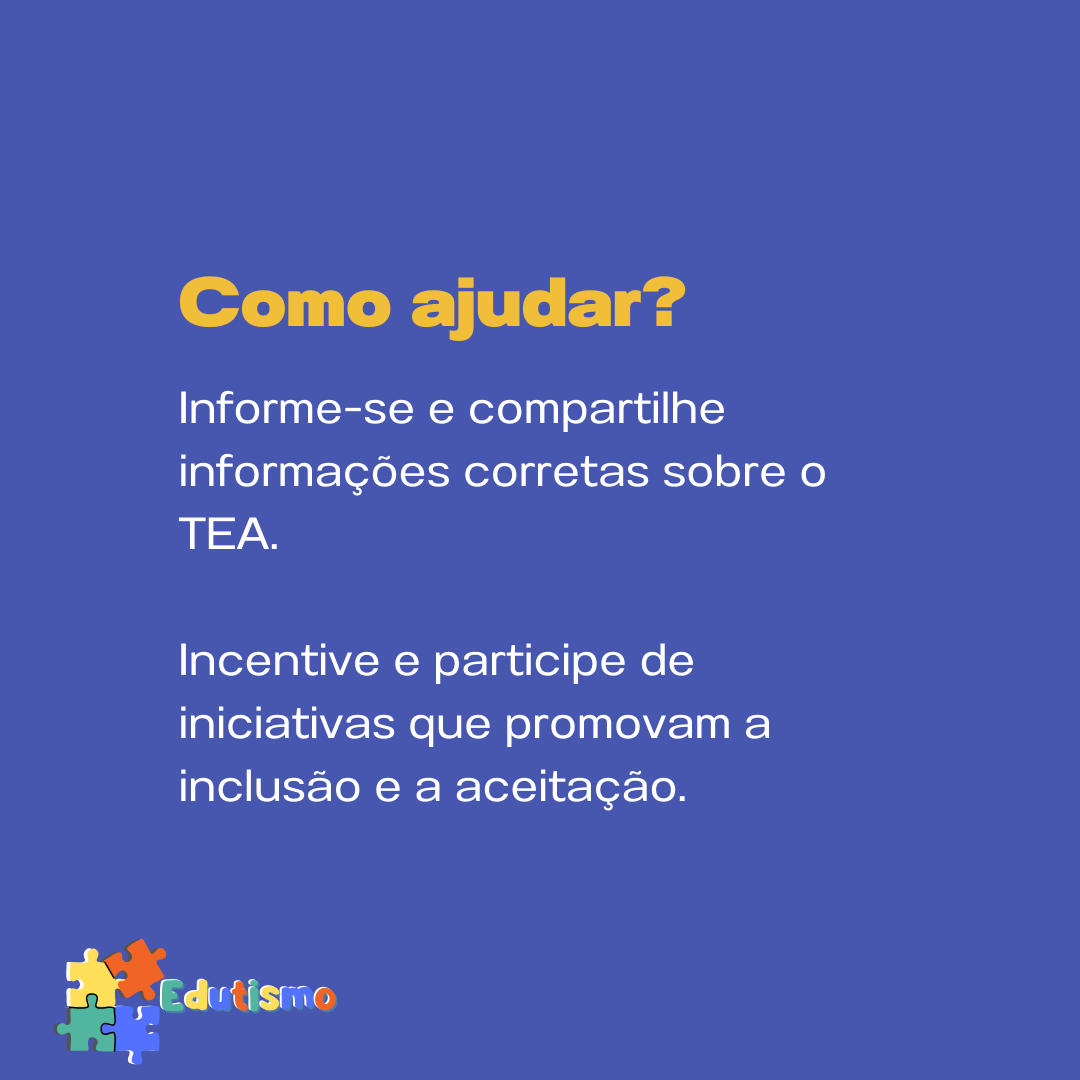 Como ajudar?
Informe-se e compartilhe
informações corretas sobre o
TEA.
Incentive e participe de
iniciativas que promovam a
inclusão e a aceitação.
Edutismo